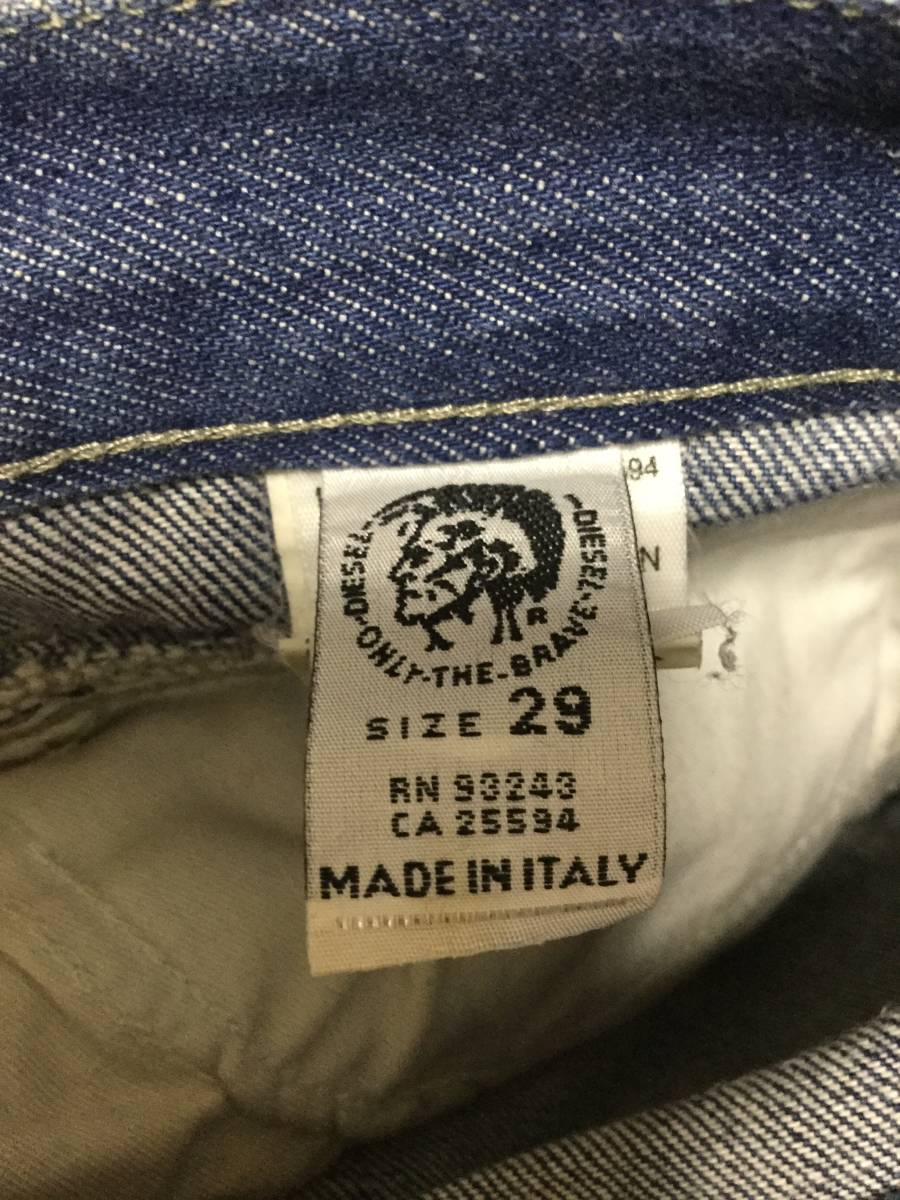 94
N
DIESEL-ONLY-THE-BRAVE-DIESEL
R
SIZE 29
RN 93243
CA 25594
MADE IN ITALY